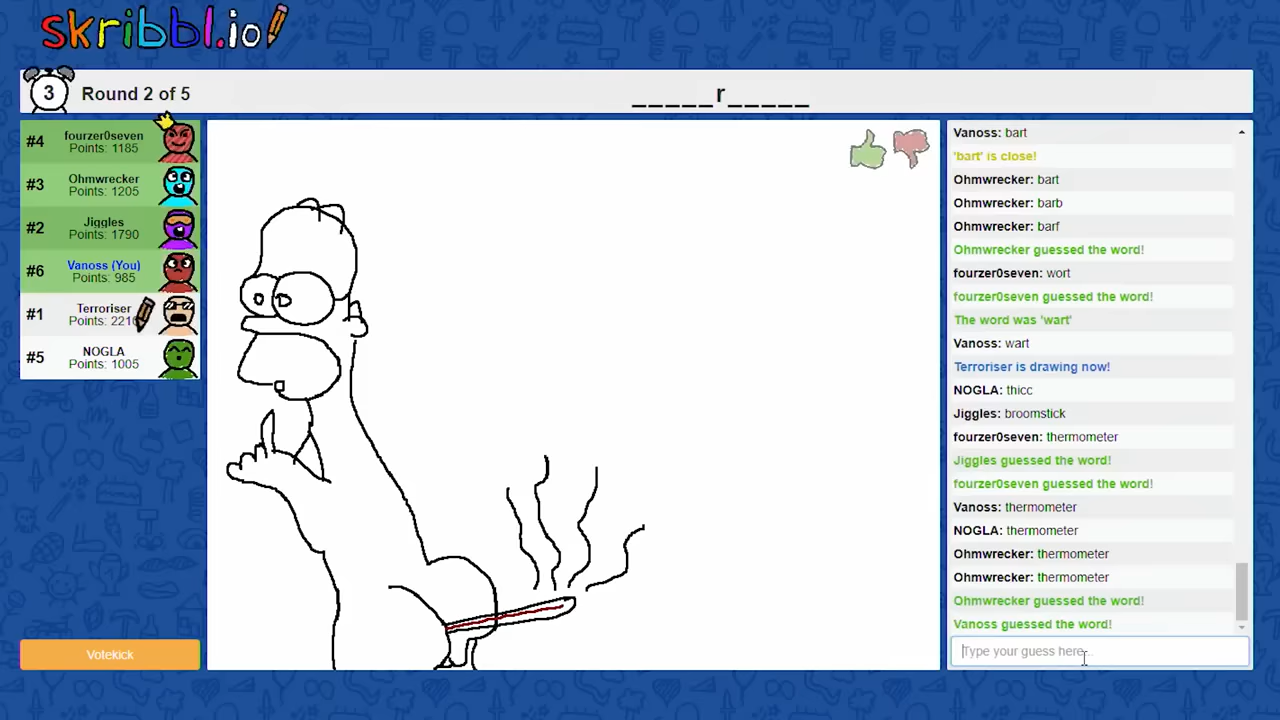 skribbl.io
3
Round 2 of 5
_____r_____
#4
fourzer0seven
Points: 1185
#3
Ohmwrecker
Points: 1205
#2
Jiggles
Points: 1790
#6
Vanoss (You)
Points: 985
#1
Terroriser
Points: 2216
#5
NOGLA
Points: 1005
Votekick
Vanoss: bart
'bart' is close!
Ohmwrecker: bart
Ohmwrecker: barb
Ohmwrecker: barf
Ohmwrecker guessed the word!
fourzer0seven: wort
fourzer0seven guessed the word!
The word was 'wart'
Vanoss: wart
Terroriser is drawing now!
NOGLA: thicc
Jiggles: broomstick
fourzer0seven: thermometer
Jiggles guessed the word!
fourzer0seven guessed the word!
Vanoss: thermometer
NOGLA: thermometer
Ohmwrecker: thermometer
Ohmwrecker: thermometer
Ohmwrecker guessed the word!
Vanoss guessed the word!
Type your guess here...